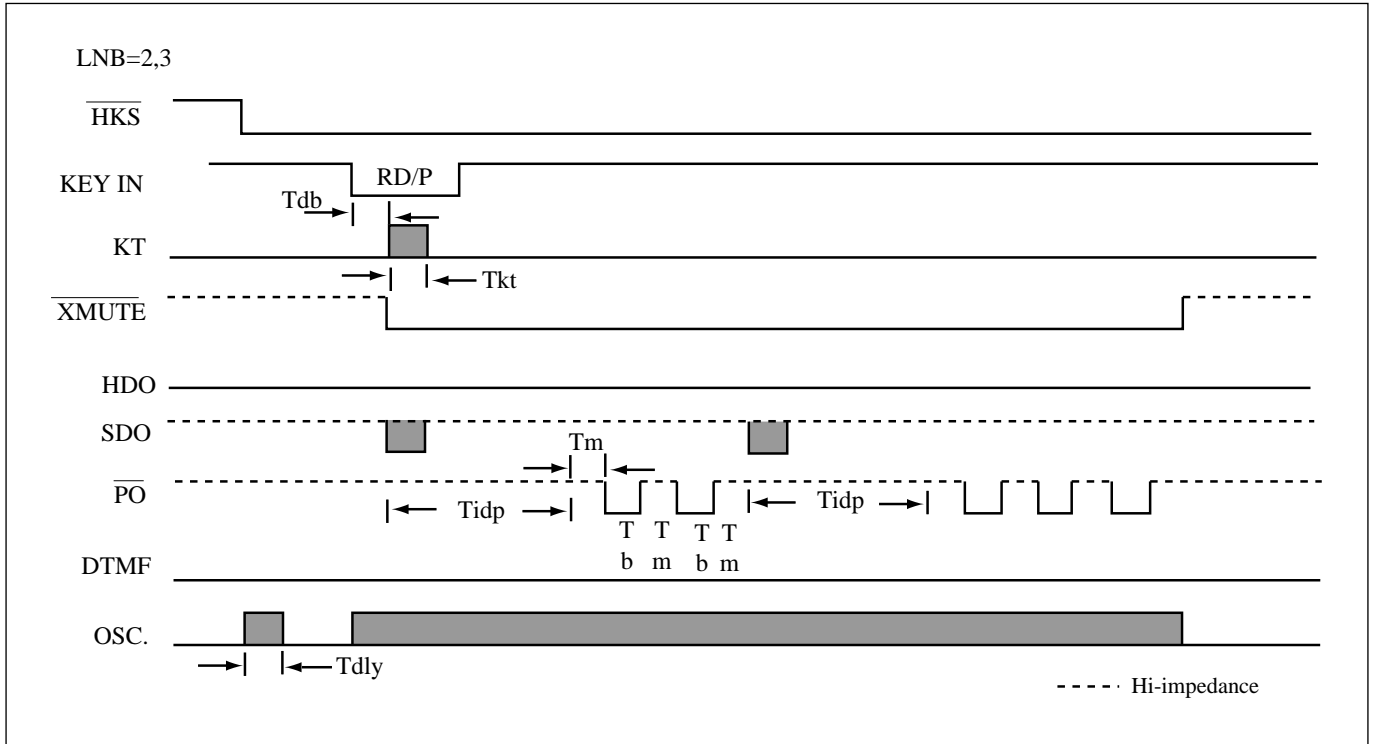 LNB=2,3
HKS
KEY IN
RD/P
Tdb
KT
Tkt
XMUTE
HDO
SDO
Tm
PO
Tidp
Tidp
T T T T
b m b m
DTMF
OSC.
Tdly
Hi-impedance